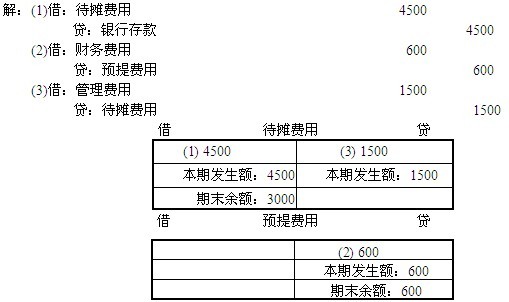 解：(1)借：待摊费用 4500
贷：银行存款 4500
(2)借：财务费用 600
贷：预提费用 600
(3)借：管理费用 1500
贷：待摊费用 1500
借 待摊费用 贷
(1) 4500 (3) 1500
本期发生额：4500 本期发生额：1500
期末余额：3000
借 预提费用 贷
(2) 600
本期发生额：600
期末余额：600